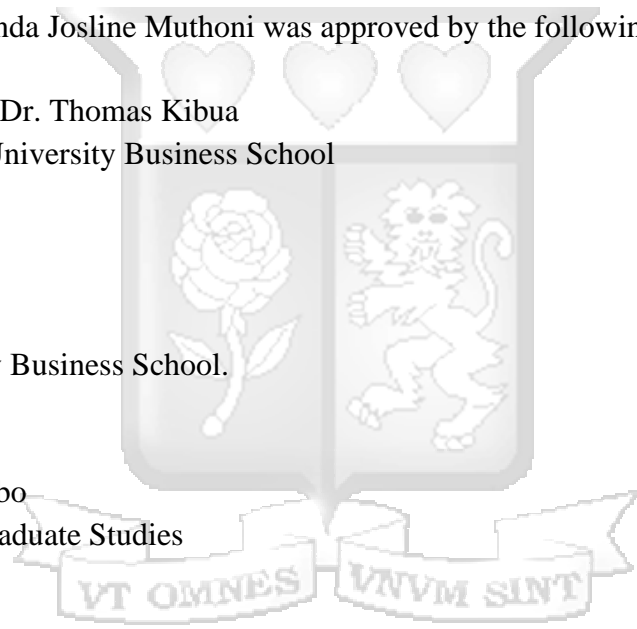 nda Josline Muthoni was approved by the followin
Dr. Thomas Kibua
University Business School
Business School.
bo
aduate Studies
VT OMNES VNVM SINT